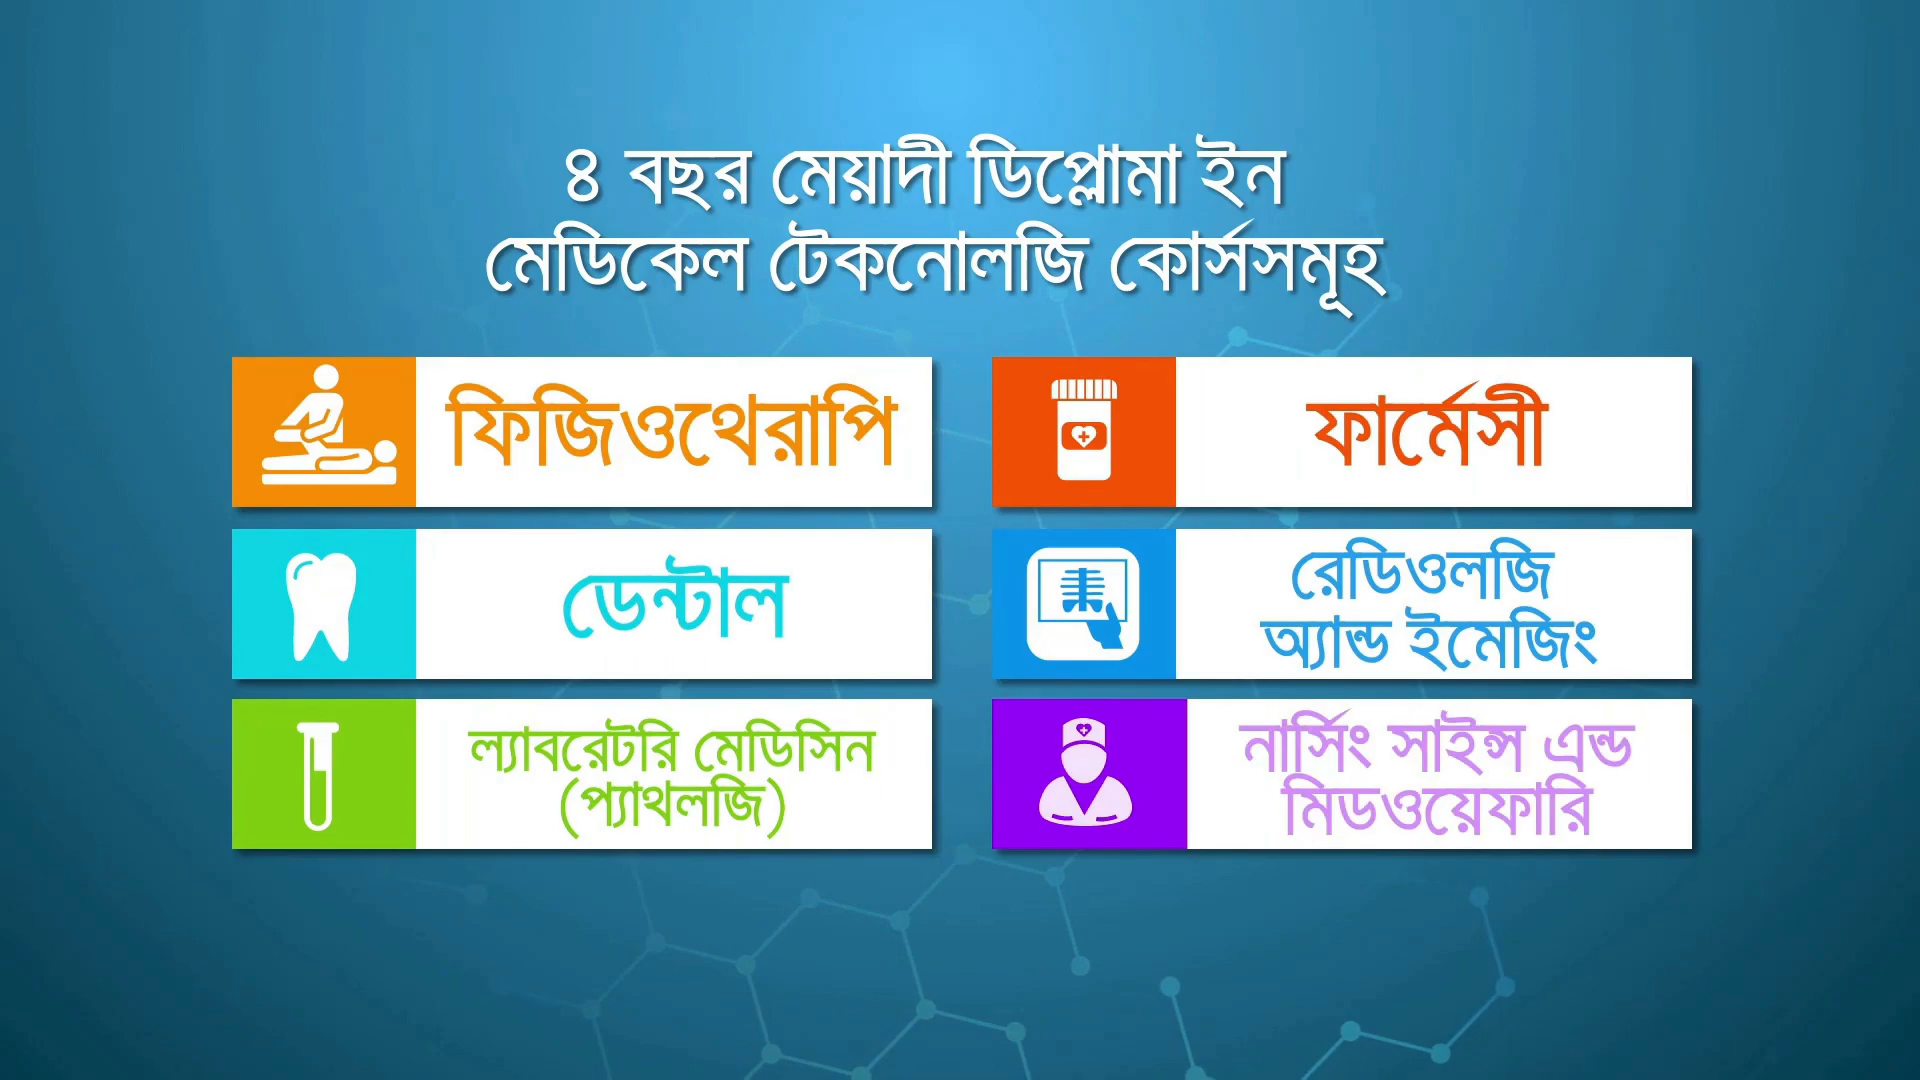 ৪ বছর মেয়াদী ডিপ্লোমা ইন
মেডিকেল টেকনোলজি কোর্সসমূহ
ফিজিওথেরাপি
ফার্মেসী
ডেন্টাল
রেডিওলজি
অ্যান্ড ইমেজিং
ল্যাবরেটরি মেডিসিন
(প্যাথলজি)
নার্সিং সাইন্স এন্ড
মিডওয়েফারি